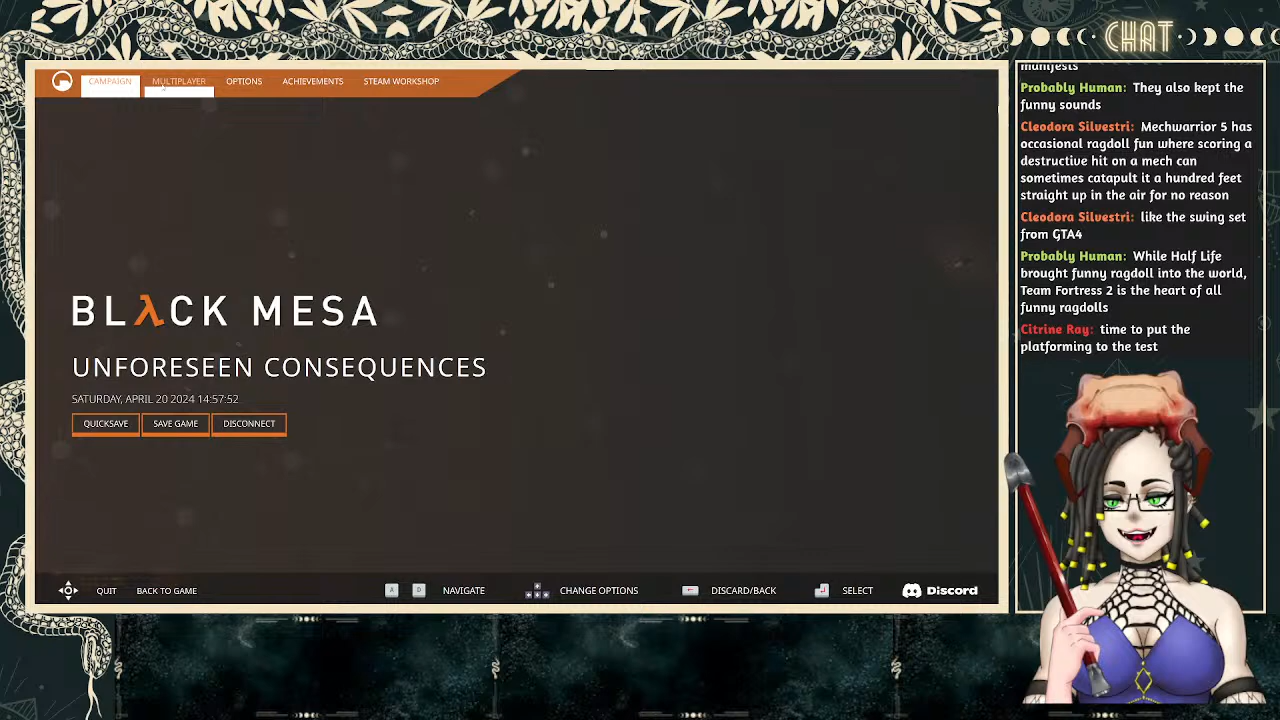 CHAT
CAMPAIGN MULTIPLAYER OPTIONS ACHIEVEMENTS STEAM WORKSHOP
BLλCK MESA
UNFORESEEN CONSEQUENCES
SATURDAY, APRIL 20 2024 14:57:52
QUICKSAVE SAVE GAME DISCONNECT
QUIT BACK TO GAME A D NAVIGATE CHANGE OPTIONS DISCARD/BACK SELECT Discord
manifests
Probably Human: They also kept the
funny sounds
Cleodora Silvestri: Mechwarrior 5 has
occasional ragdoll fun where scoring a
destructive hit on a mech can
sometimes catapult it a hundred feet
straight up in the air for no reason
Cleodora Silvestri: like the swing set
from GTA4
Probably Human: While Half Life
brought funny ragdoll into the world,
Team Fortress 2 is the heart of all
funny ragdolls
Citrine Ray: time to put the
platforming to the test